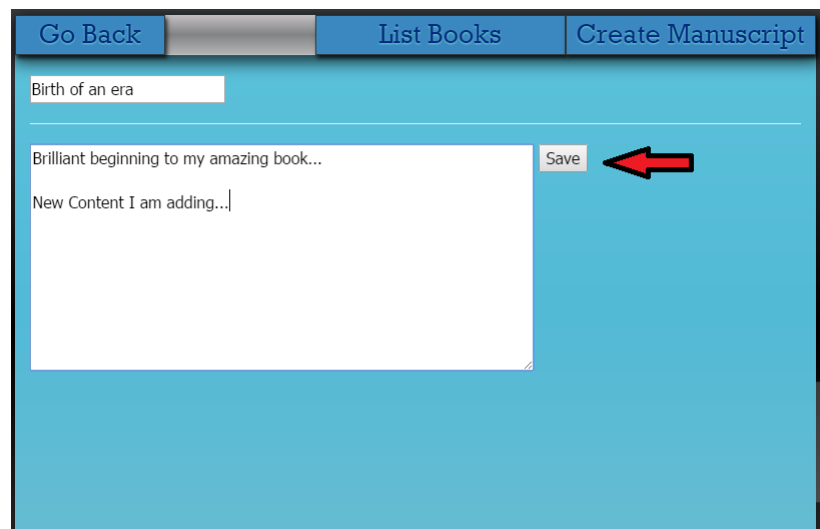 Go Back List Books Create Manuscript
Birth of an era
Brilliant beginning to my amazing book... Save
New Content I am adding...